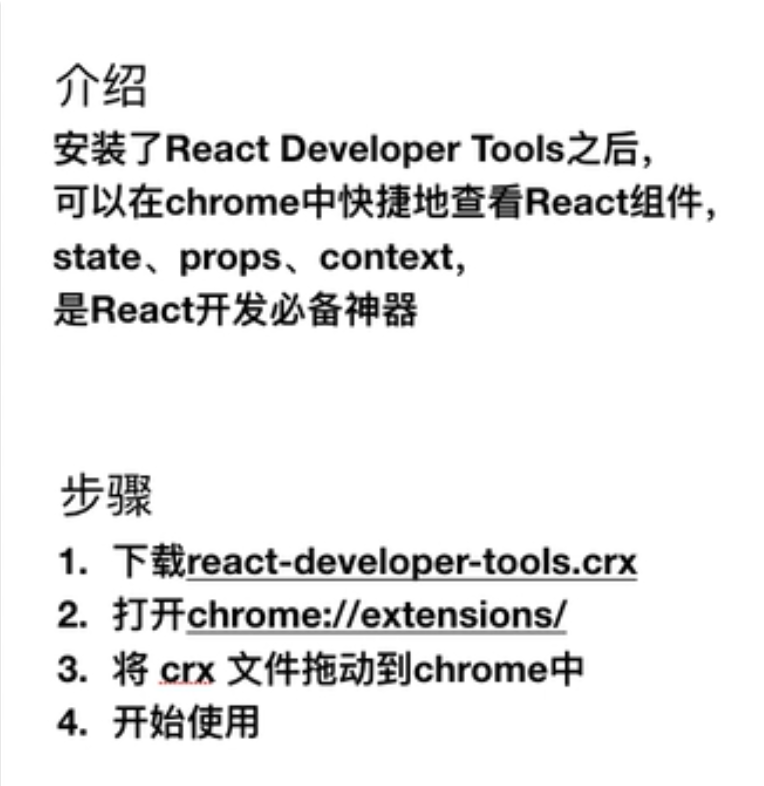 介绍
安装了React Developer Tools之后，
可以在chrome中快捷地查看React组件，
state、props、context，
是React开发必备神器
步骤
1. 下载react-developer-tools.crx
2. 打开chrome://extensions/
3. 将 crx 文件拖动到chrome中
4. 开始使用